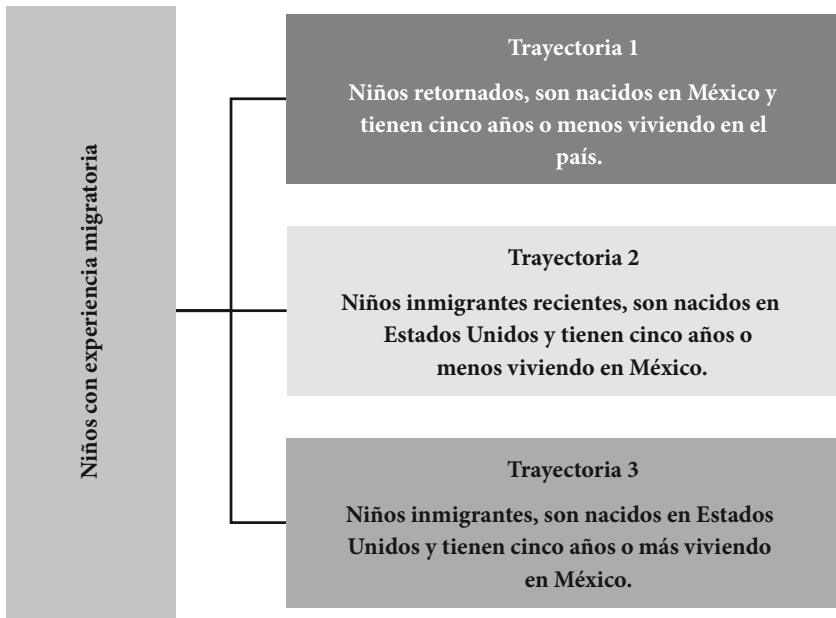 Niños con experiencia migratoria
Trayectoria 1
Niños retornados, son nacidos en México y
tienen cinco años o menos viviendo en el
país.
Trayectoria 2
Niños inmigrantes recientes, son nacidos en
Estados Unidos y tienen cinco años o
menos viviendo en México.
Trayectoria 3
Niños inmigrantes, son nacidos en Estados
Unidos y tienen cinco años o más viviendo
en México.